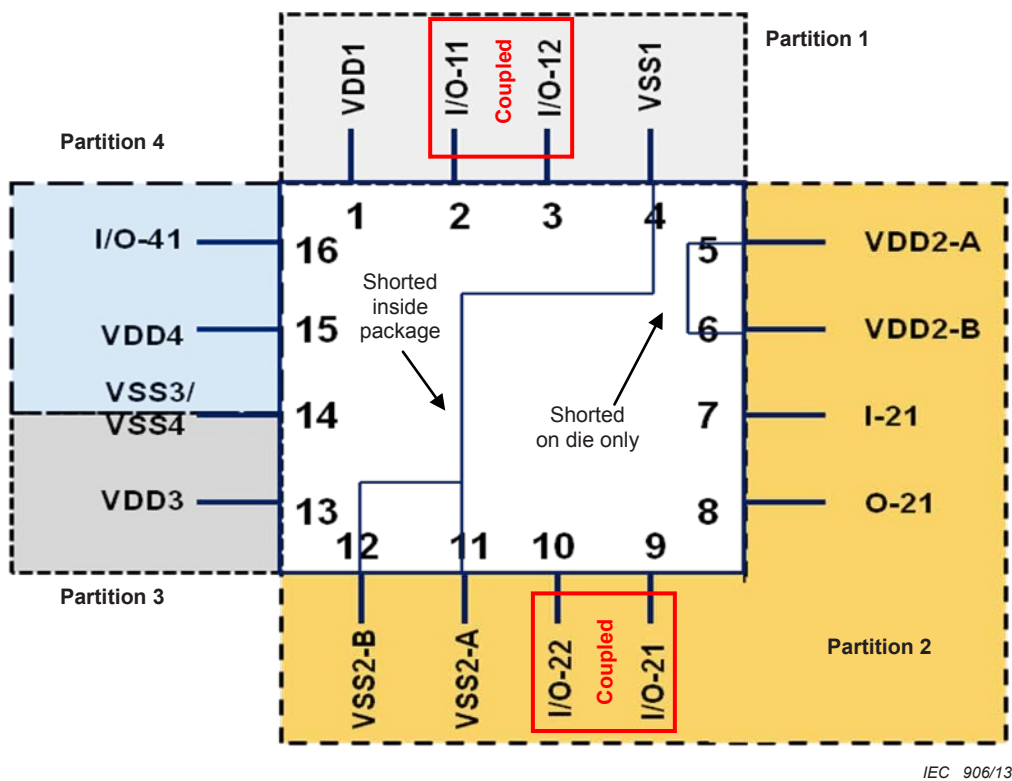 Partition 1
VDD1
I/O-11
Coupled
I/O-12
VSS1
Partition 4
1
2
3
4
I/O-41
16
5
VDD2-A
Shorted
inside
package
VDD4
15
6
VDD2-B
VSS3/
VSS4
14
Shorted
on die only
7
I-21
VDD3
13
8
O-21
12
11
10
9
Partition 3
VSS2-B
VSS2-A
I/O-22
Coupled
I/O-21
Partition 2
IEC 906/13